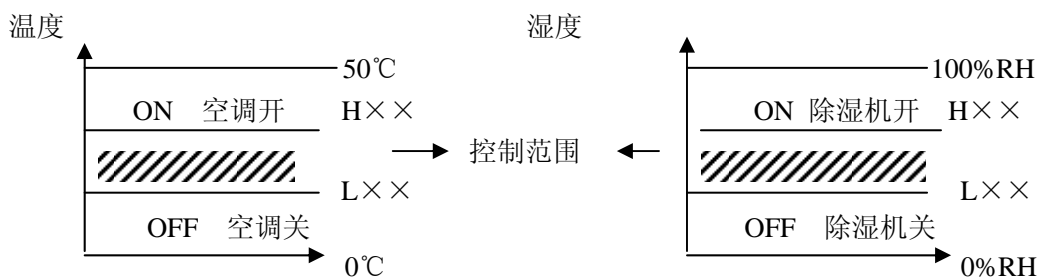 温度
湿度
50℃
100%RH
ON 空调开 H××
ON 除湿机开 H××
控制范围
L××
L××
OFF 空调关
OFF 除湿机关
0℃
0%RH